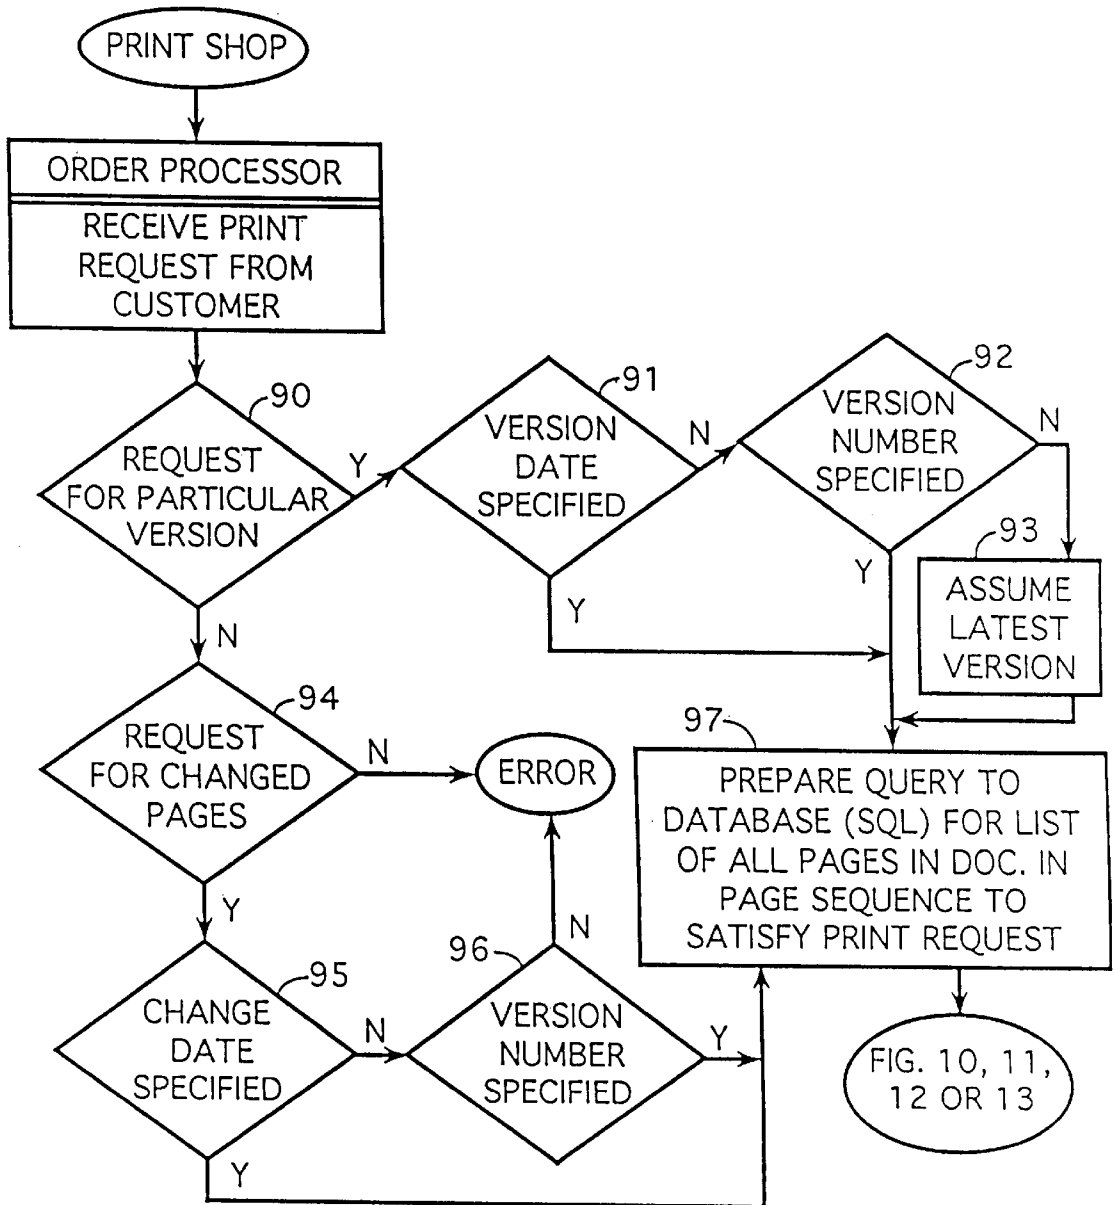 PRINT SHOP
ORDER PROCESSOR
RECEIVE PRINT
REQUEST FROM
CUSTOMER
90
REQUEST
FOR PARTICULAR
VERSION
Y
N
91
VERSION
DATE
SPECIFIED
N
Y
92
VERSION
NUMBER
SPECIFIED
N
Y
93
ASSUME
LATEST
VERSION
94
REQUEST
FOR CHANGED
PAGES
N
Y
ERROR
95
CHANGE
DATE
SPECIFIED
N
Y
96
VERSION
NUMBER
SPECIFIED
N
Y
97
PREPARE QUERY TO
DATABASE (SQL) FOR LIST
OF ALL PAGES IN DOC. IN
PAGE SEQUENCE TO
SATISFY PRINT REQUEST
FIG. 10, 11,
12 OR 13